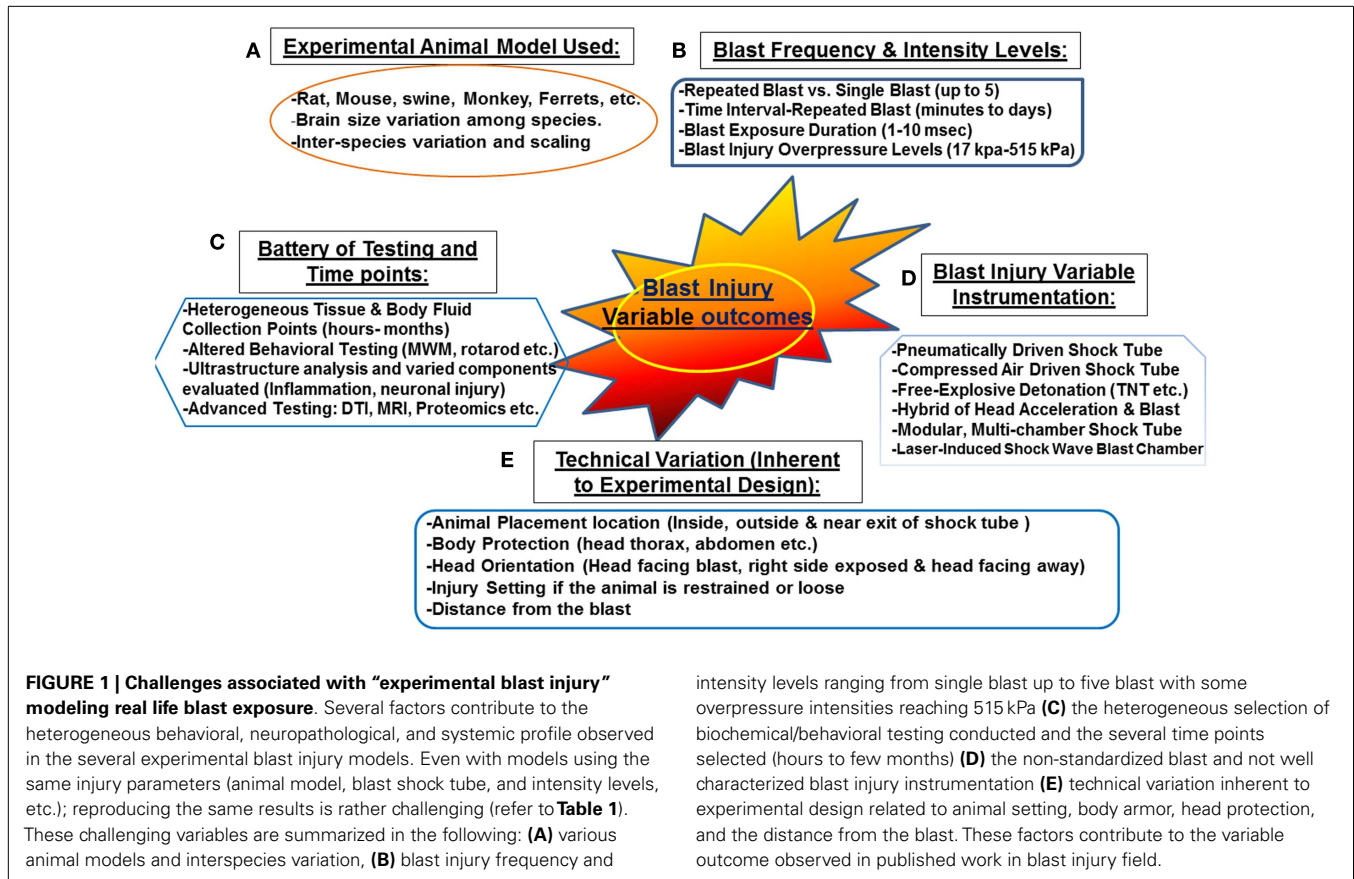 A
Experimental Animal Model Used:
-Rat, Mouse, swine, Monkey, Ferrets, etc.
-Brain size variation among species.
-Inter-species variation and scaling
B
Blast Frequency & Intensity Levels:
-Repeated Blast vs. Single Blast (up to 5)
-Time Interval-Repeated Blast (minutes to days)
-Blast Exposure Duration (1-10 msec)
-Blast Injury Overpressure Levels (17 kpa-515 kPa)
C
Battery of Testing and
Time points:
-Heterogeneous Tissue & Body Fluid
Collection Points (hours- months)
-Altered Behavioral Testing (MWM, rotarod etc.)
-Ultrastructure analysis and varied components
evaluated (Inflammation, neuronal injury)
-Advanced Testing: DTI, MRI, Proteomics etc.
Blast Injury
Variable outcomes
D
Blast Injury Variable
Instrumentation:
-Pneumatically Driven Shock Tube
-Compressed Air Driven Shock Tube
-Free-Explosive Detonation (TNT etc.)
-Hybrid of Head Acceleration & Blast
-Modular, Multi-chamber Shock Tube
-Laser-Induced Shock Wave Blast Chamber
E
Technical Variation (Inherent
to Experimental Design):
-Animal Placement location (Inside, outside & near exit of shock tube )
-Body Protection (head thorax, abdomen etc.)
-Head Orientation (Head facing blast, right side exposed & head facing away)
-Injury Setting if the animal is restrained or loose
-Distance from the blast
FIGURE 1 | Challenges associated with “experimental blast injury”
modeling real life blast exposure. Several factors contribute to the
heterogeneous behavioral, neuropathological, and systemic profile observed
in the several experimental blast injury models. Even with models using the
same injury parameters (animal model, blast shock tube, and intensity levels,
etc.); reproducing the same results is rather challenging (refer to Table 1).
These challenging variables are summarized in the following: (A) various
animal models and interspecies variation, (B) blast injury frequency and
intensity levels ranging from single blast up to five blast with some
overpressure intensities reaching 515 kPa (C) the heterogeneous selection of
biochemical/behavioral testing conducted and the several time points
selected (hours to few months) (D) the non-standardized blast and not well
characterized blast injury instrumentation (E) technical variation inherent to
experimental design related to animal setting, body armor, head protection,
and the distance from the blast. These factors contribute to the variable
outcome observed in published work in blast injury field.